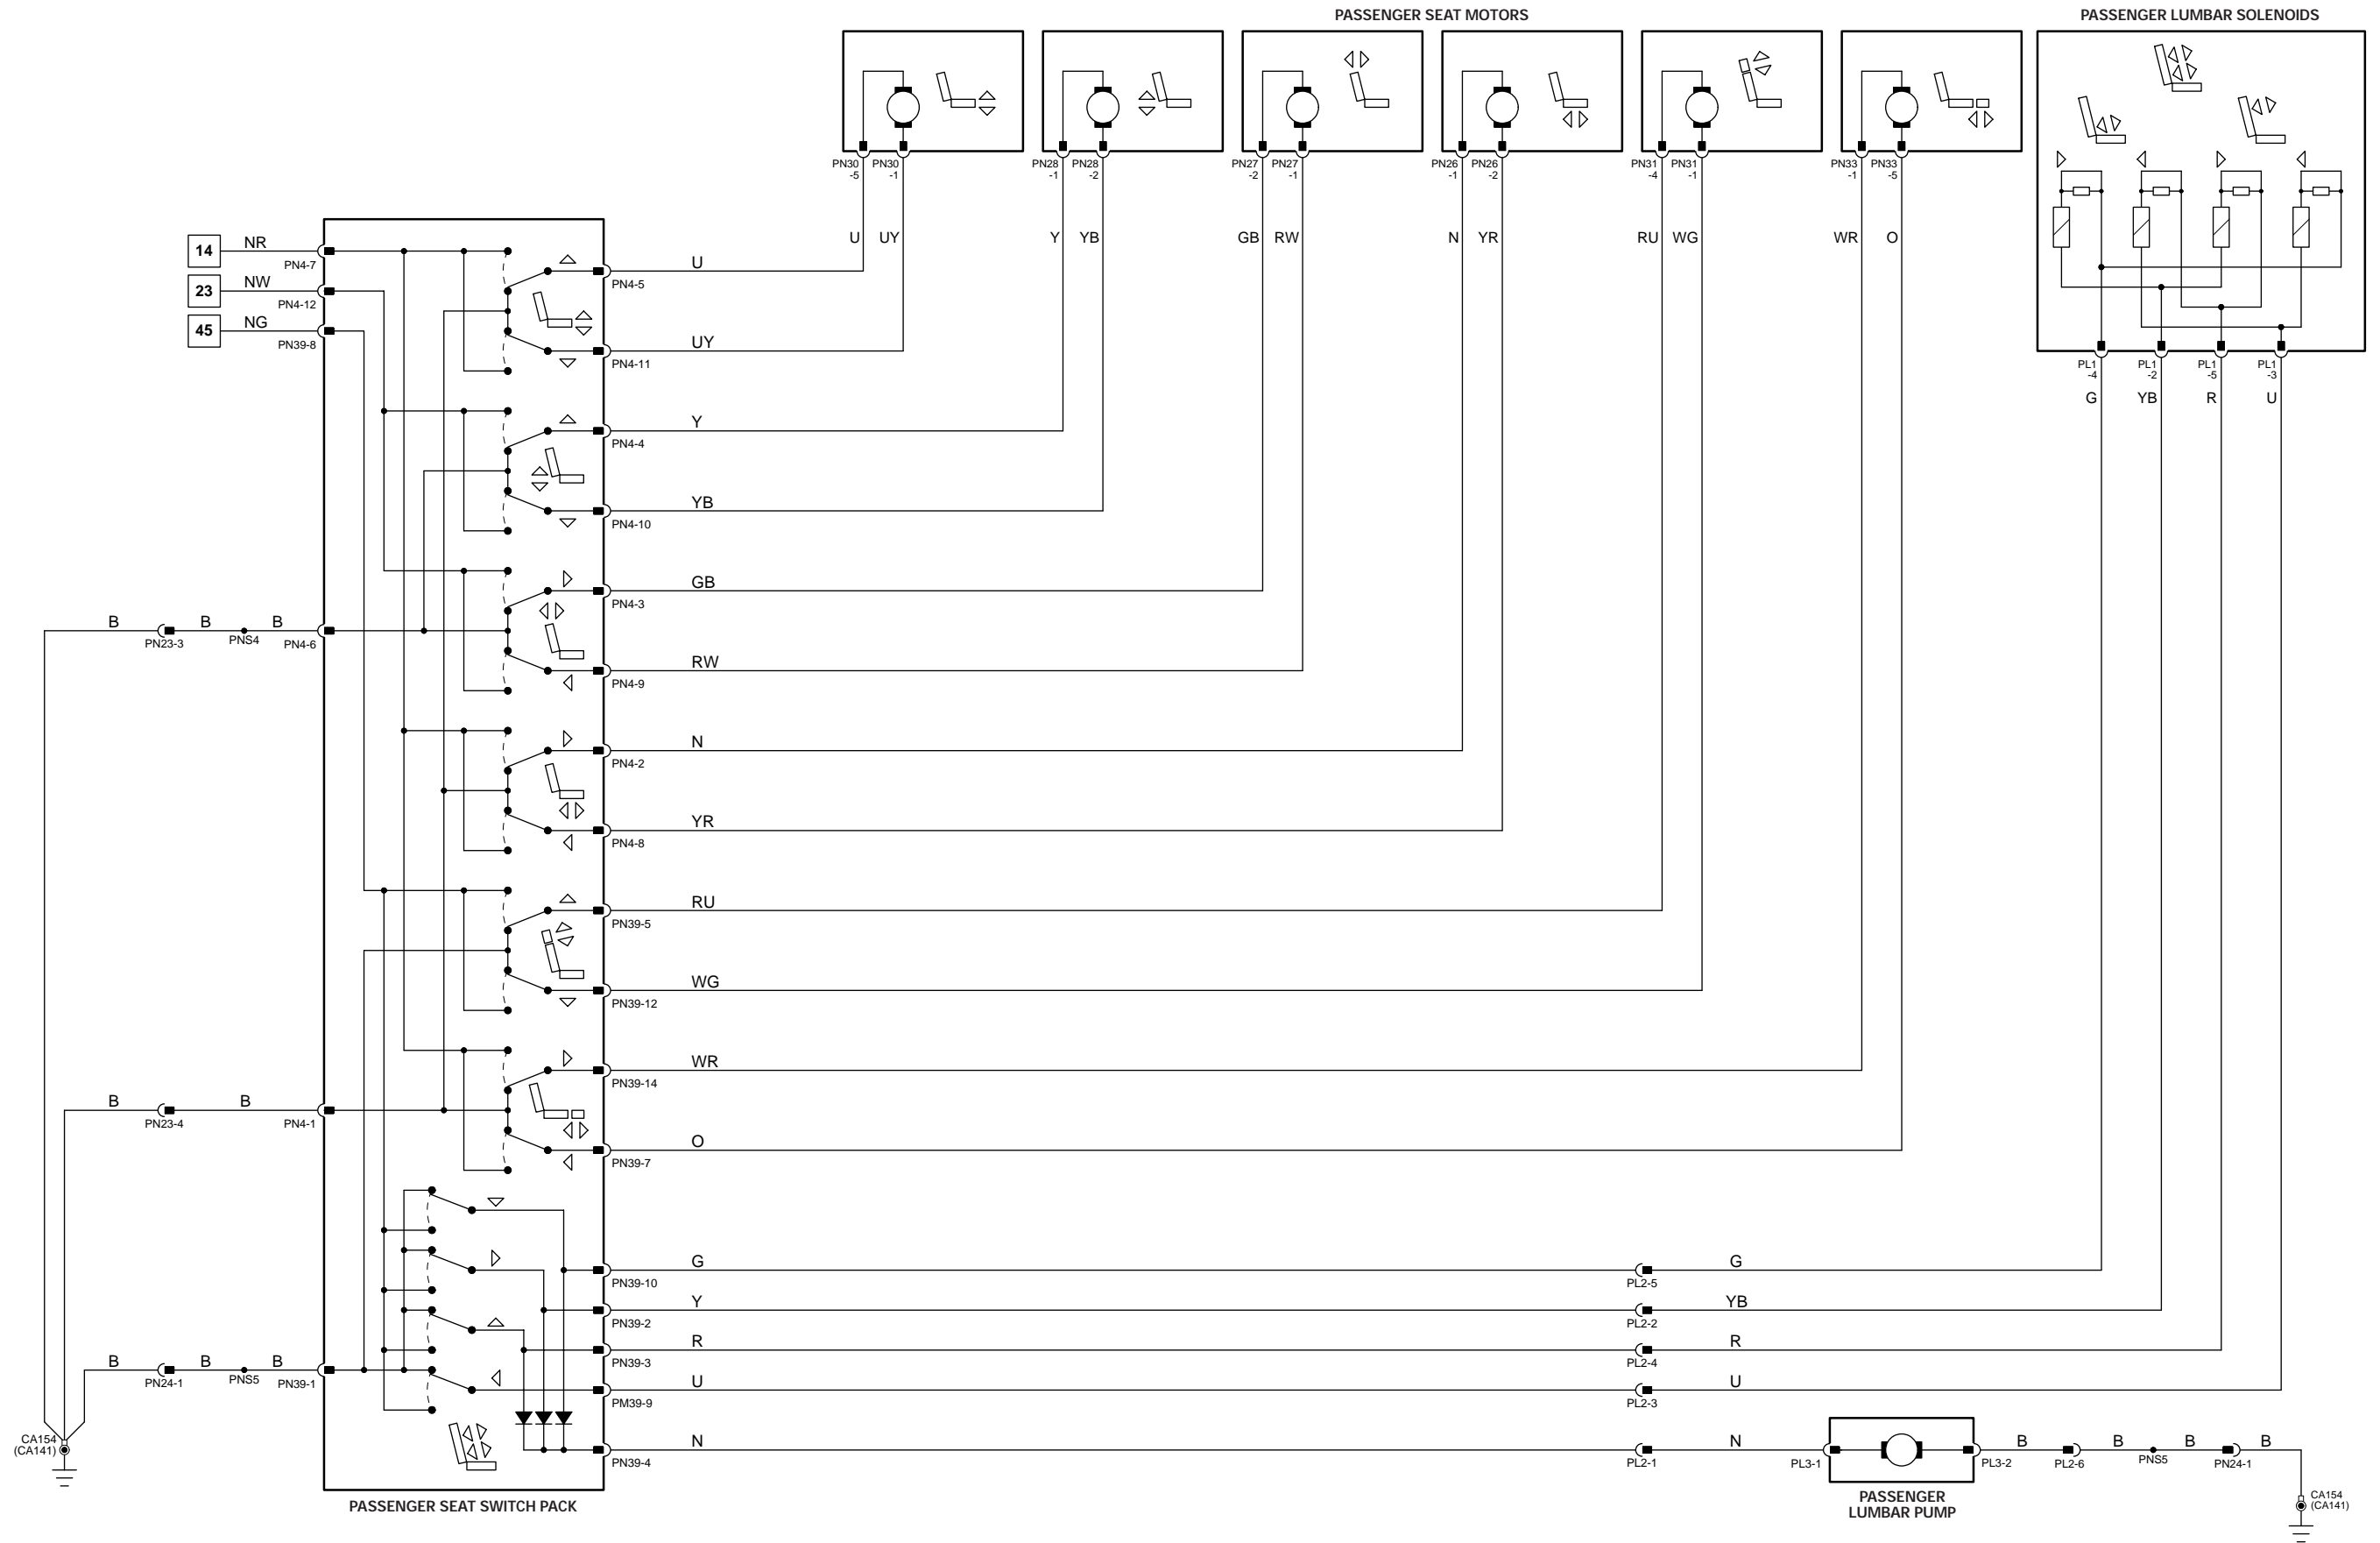 PASSENGER SEAT MOTORS
PASSENGER LUMBAR SOLENOIDS
PN30 -5
PN30 -1
PN28 -1
PN28 -2
PN27 -2
PN27 -1
PN26 -1
PN26 -2
PN31 -4
PN31 -1
PN33 -1
PN33 -5
U UY Y YB GB RW N YR RU WG WR O
14 NR PN4-7
23 NW PN4-12
45 NG PN39-8
PN4-5 U
PN4-11 UY
PL1 -4
PL1 -2
PL1 -5
PL1 -3
G YB R U
PN4-4 Y
PN4-10 YB
PN4-3 GB
B PN23-3 B PNS4 B PN4-6
PN4-9 RW
PN4-2 N
PN4-8 YR
PN39-5 RU
PN39-12 WG
PN39-14 WR
B PN23-4 B PN4-1
PN39-7 O
PN39-10 G PL2-5 G
PN39-2 Y PL2-2 YB
PN39-3 R PL2-4 R
B PN24-1 B PNS5 B PN39-1
PM39-9 U PL2-3 U
CA154
(CA141)
PN39-4 N PL2-1 N PL3-1
PL3-2 B PL2-6 B PNS5 B PN24-1 B
PASSENGER SEAT SWITCH PACK
PASSENGER
LUMBAR PUMP
CA154
(CA141)